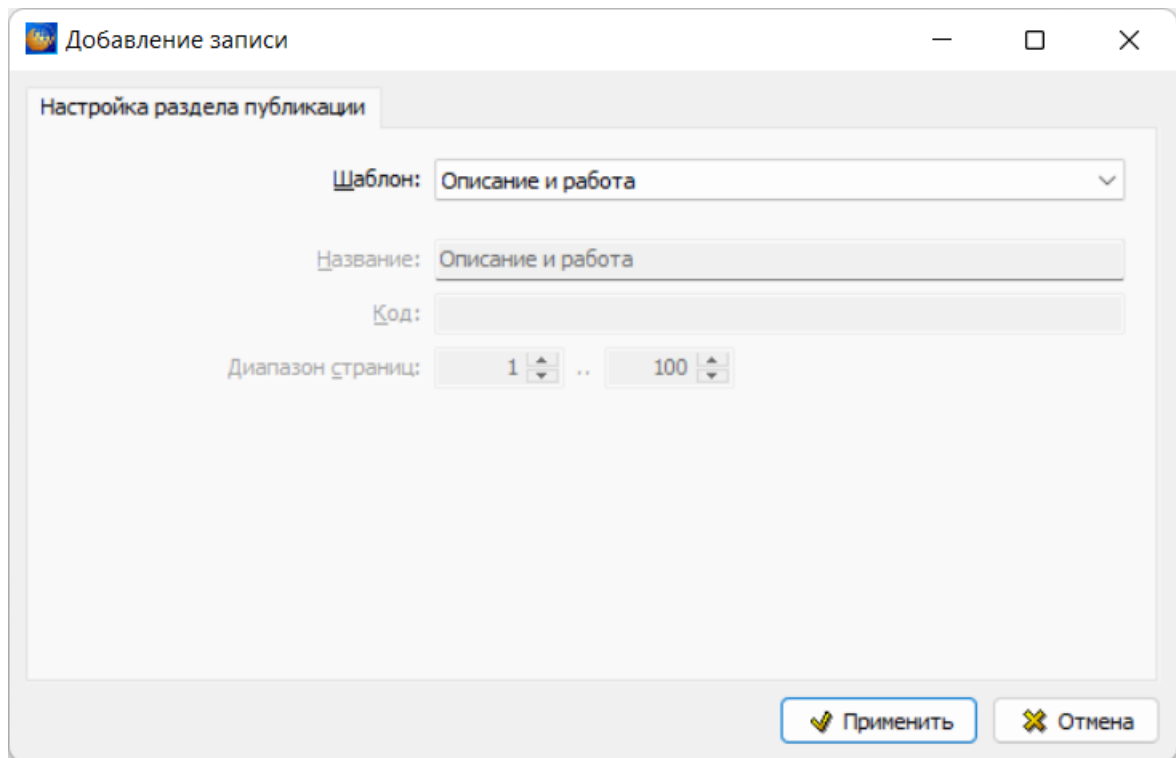 Добавление записи
Настройка раздела публикации
Шаблон: Описание и работа
Название: Описание и работа
Код:
Диапазон страниц: 1 .. 100
Применить Отмена